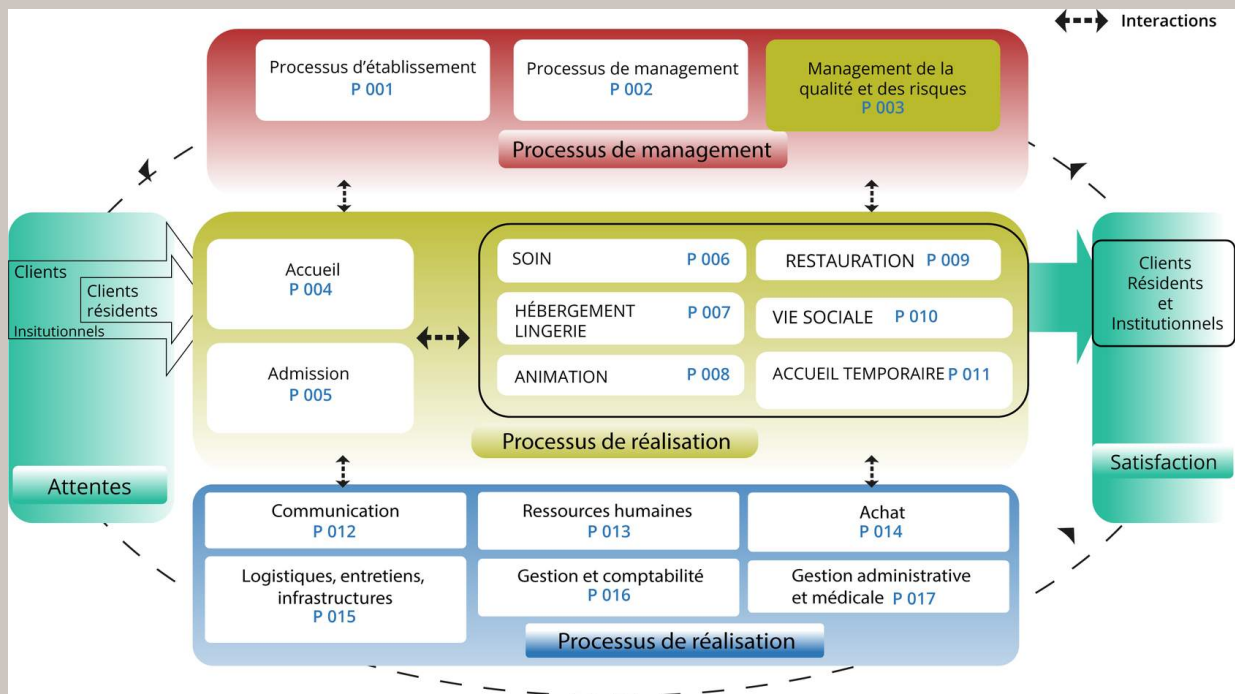 Interactions
Processus d'établissement
P 001
Processus de management
P 002
Management de la
qualité et des risques
P 003
Processus de management
Clients
Clients
résidents
Insitutionnels
Attentes
Accueil
P 004
Admission
P 005
SOIN P 006
HÉBERGEMENT P 007
LINGERIE
ANIMATION P 008
RESTAURATION P 009
VIE SOCIALE P 010
ACCUEIL TEMPORAIRE P 011
Processus de réalisation
Clients
Résidents
et
Institutionnels
Satisfaction
Communication
P 012
Ressources humaines
P 013
Achat
P 014
Logistiques, entretiens,
infrastructures
P 015
Gestion et comptabilité
P 016
Gestion administrative
et médicale P 017
Processus de réalisation